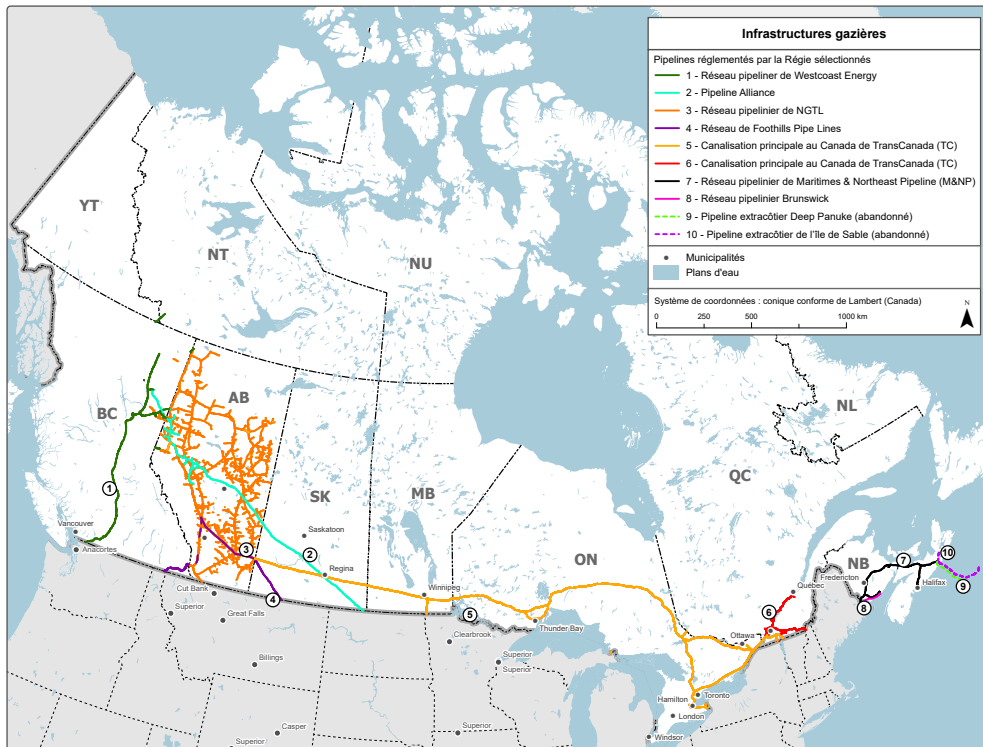 Infrastructures gazières
Pipelines réglementés par la Régie sélectionnés
1 - Réseau pipelinier de Westcoast Energy
2 - Pipeline Alliance
3 - Réseau pipelinier de NGTL
4 - Réseau de Foothills Pipe Lines
5 - Canalisation principale au Canada de TransCanada (TC)
6 - Canalisation principale au Canada de TransCanada (TC)
7 - Réseau pipelinier de Maritimes & Northeast Pipeline (M&NP)
8 - Réseau pipelinier Brunswick
9 - Pipeline extracôtier Deep Panuke (abandonné)
10 - Pipeline extracôtier de l'île de Sable (abandonné)
Municipalités
Plans d'eau
Système de coordonnées : conique conforme de Lambert (Canada)
0 250 500 1000 km
N
YT
NT
NU
BC
AB
SK
MB
ON
QC
NL
NB
1
2
3
4
5
6
7
8
9
10
Vancouver
Anacortes
Saskatoon
Regina
Winnipeg
Thunder Bay
Ottawa
Québec
Fredericton
Halifax
Toronto
Hamilton
London
Windsor
Cut Bank
Superior
Great Falls
Billings
Casper
Superior
Clearbrook
Superior
Superior
Superior